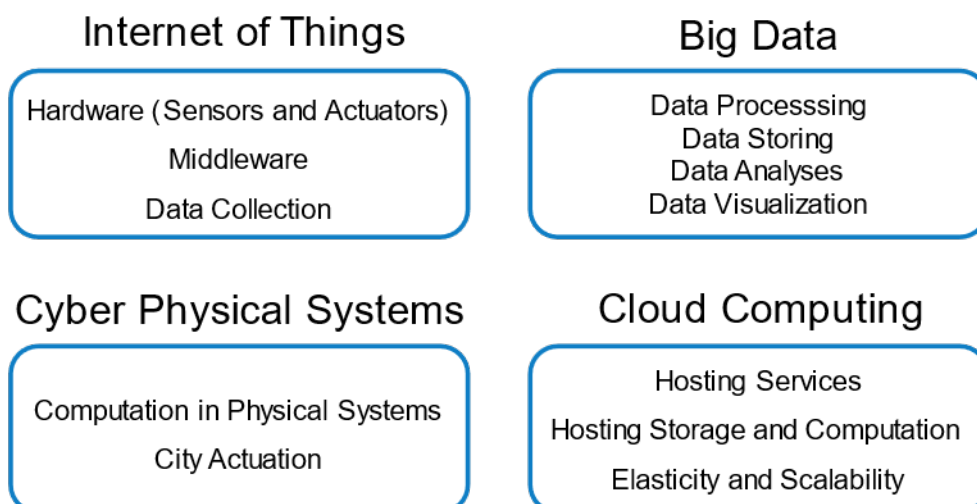 Internet of Things
Hardware (Sensors and Actuators)
Middleware
Data Collection
Big Data
Data Processsing
Data Storing
Data Analyses
Data Visualization
Cyber Physical Systems
Computation in Physical Systems
City Actuation
Cloud Computing
Hosting Services
Hosting Storage and Computation
Elasticity and Scalability